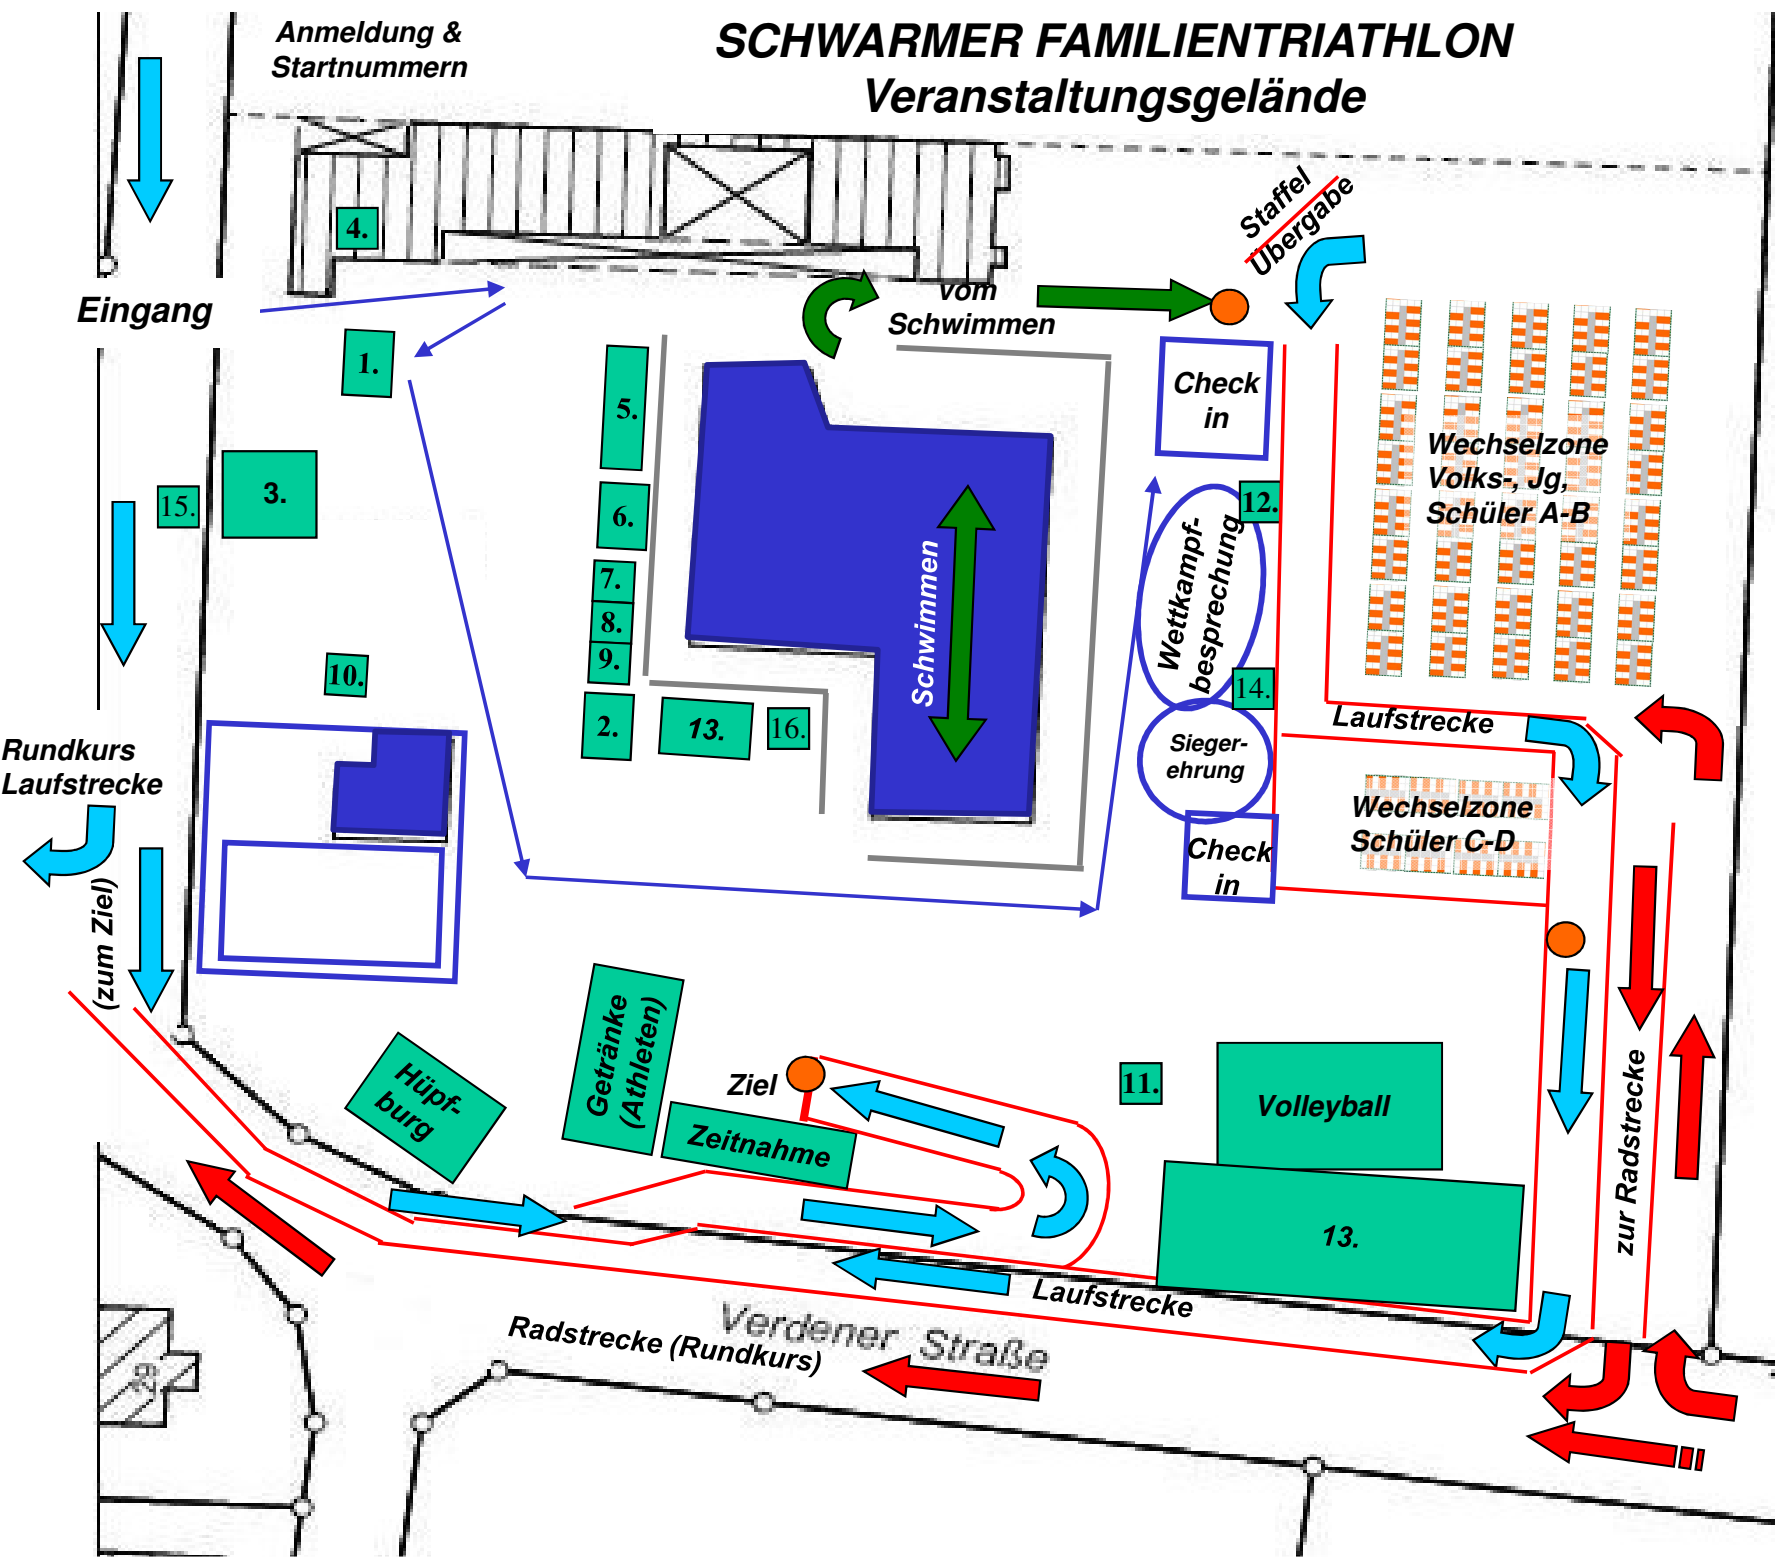 SCHWARMER FAMILIENTRIATHLON
Veranstaltungsgelände
Anmeldung &
Startnummern
Staffel
Übergabe
4.
Eingang
vom
Schwimmen
1.
Check
in
5.
Wechselzone
Volks-, Jg,
Schüler A-B
3.
15.
6.
12.
Wettkampf-
besprechung
Schwimmen
7.
8.
9.
10.
14.
2.
13.
16.
Laufstrecke
Rundkurs
Laufstrecke
Sieger-
ehrung
Wechselzone
Schüler C-D
Check
in
(zum Ziel)
Getränke
(Athleten)
Hüpf-
burg
Ziel
Zeitnahme
11.
Volleyball
zur Radstrecke
13.
Laufstrecke
Verdener Straße
Radstrecke (Rundkurs)